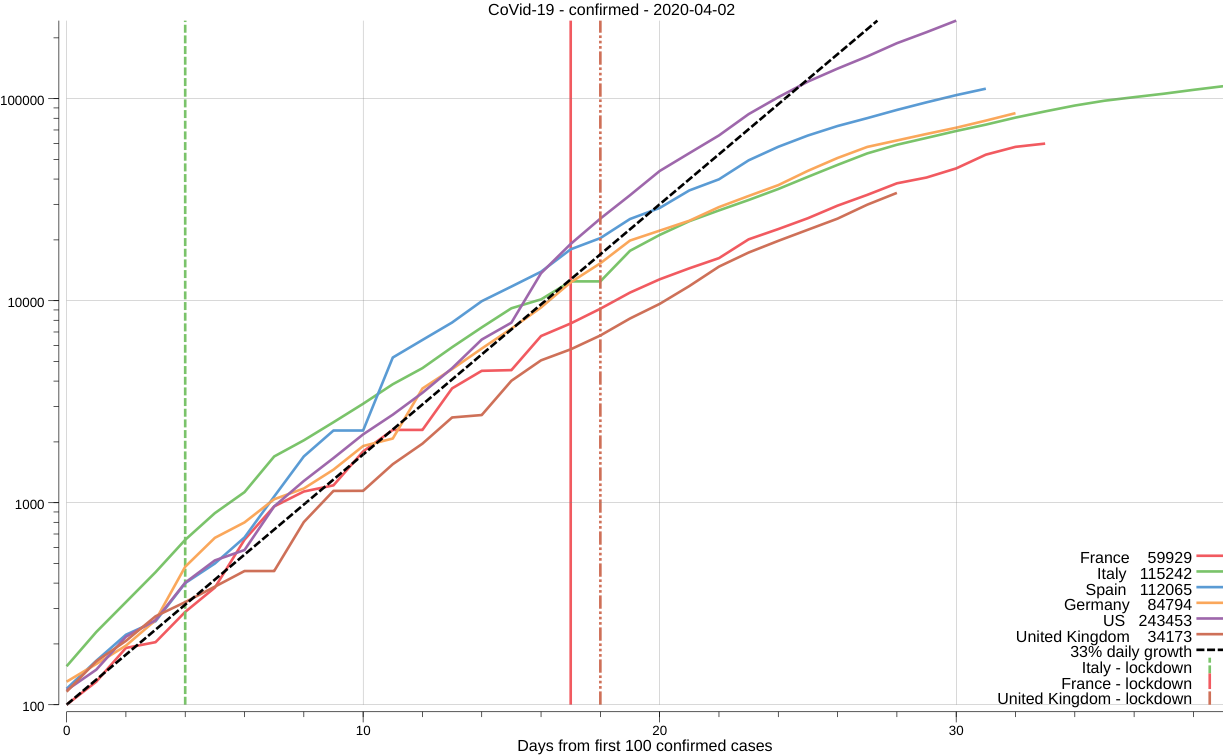 CoVid-19 - confirmed - 2020-04-02
100000
10000
1000
100
France 59929
Italy 115242
Spain 112065
Germany 84794
US 243453
United Kingdom 34173
33% daily growth
Italy - lockdown
France - lockdown
United Kingdom - lockdown
0 10 20 30
Days from first 100 confirmed cases